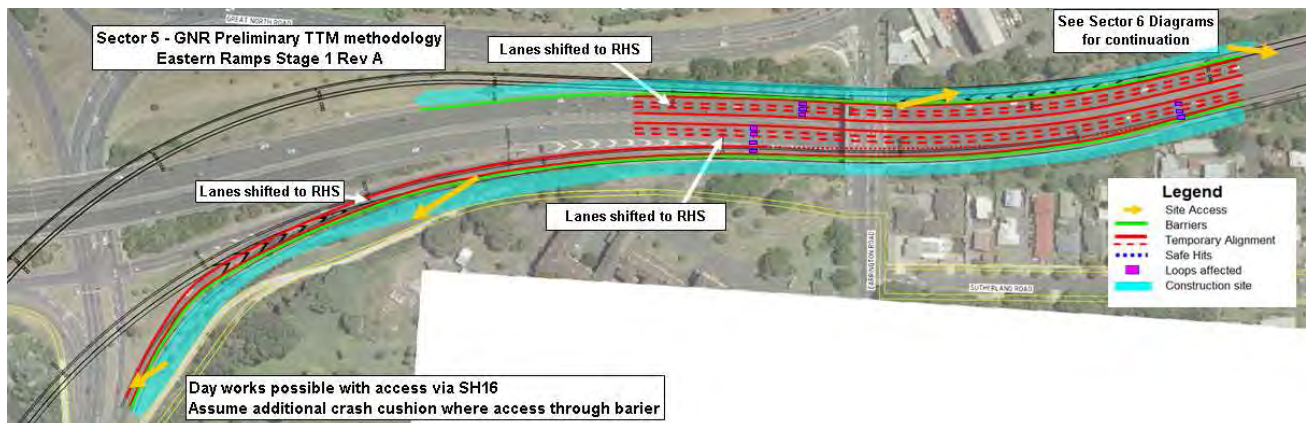 GREAT NORTH ROAD
Sector 5 - GNR Preliminary TTM methodology
Eastern Ramps Stage 1 Rev A
Lanes shifted to RHS
See Sector 6 Diagrams
for continuation
Lanes shifted to RHS
Lanes shifted to RHS
CARRINGTON ROAD
SUTHERLAND ROAD
Legend
Site Access
Barriers
Temporary Alignment
Safe Hits
Loops affected
Construction site
Day works possible with access via SH16
Assume additional crash cushion where access through barier